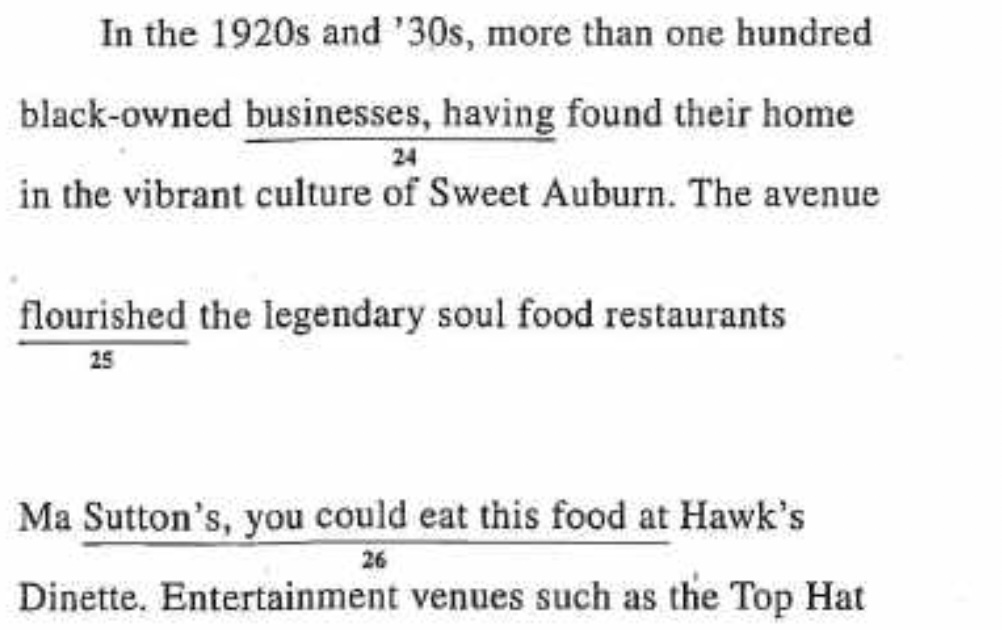 In the 1920s and ’30s, more than one hundred
black-owned businesses, having found their home
24
in the vibrant culture of Sweet Auburn. The avenue
flourished the legendary soul food restaurants
25
Ma Sutton’s, you could eat this food at Hawk’s
26
Dinette. Entertainment venues such as the Top Hat